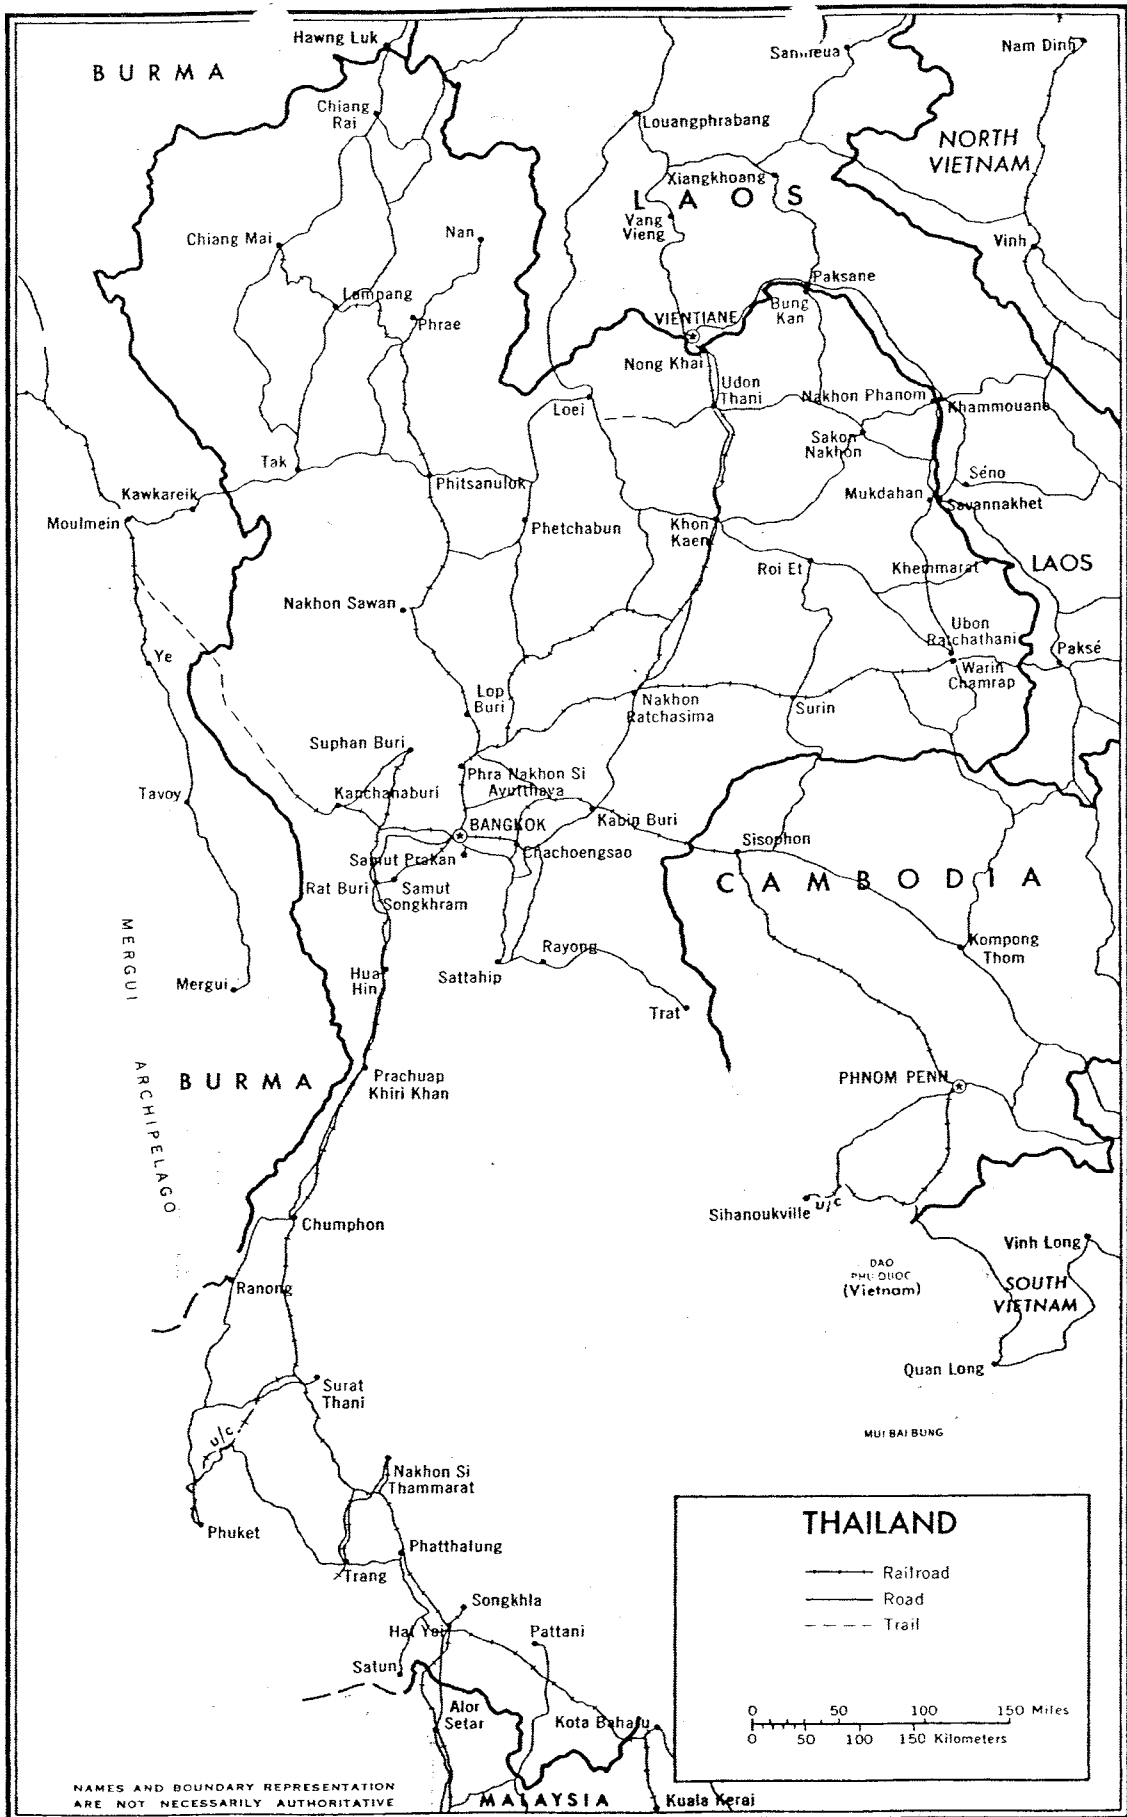 Hawng Luk
BURMA
Chiang
Rai
Nam Dinh
Louangphrabang
NORTH
VIETNAM
Xiangkhoang
LAOS
Vang
Vieng
Chiang Mai
Nan
Vinh
Paksane
Bung
Kan
Lampang
Phrae
VIENTIANE
Nong Khai
Udon
Thani
Loei
Nakhon Phanom
Khammouane
Sakon
Nakhon
Tak
Phitsanulok
Séno
Kawkareik
Mukdahan
Savannakhet
Moulmein
Phetchabun
Khon
Kaen
Roi Et
Khemmarat
LAOS
Nakhon Sawan
Ubon
Ratchathani
Ye
Paksé
Warin
Chamrap
Lop
Buri
Nakhon
Ratchasima
Surin
Suphan Buri
Phra Nakhon Si
Ayutthaya
Kanchanaburi
Tavoy
BANGKOK
Kabin Buri
Sisophon
Samut Prakan
Chachoengsao
Rat Buri
Samut
Songkhram
CAMBODIA
MERGUI
ARCHIPELAGO
Kompong
Thom
Rayong
Hua
Hin
Sattahip
Mergui
Trat
BURMA
Prachuap
Khiri Khan
PHNOM PENH
Sihanoukville
u/c
Chumphon
Vinh Long
DAO
PHU QUOC
(Vietnam)
SOUTH
VIETNAM
Ranong
Quan Long
Surat
Thani
u/c
MUI BAI BUNG
Nakhon Si
Thammarat
Phuket
Phatthalung
Trang
Songkhla
Hat Yai
Pattani
Satun
Alor
Setar
Kota Baharu
MALAYSIA
Kuala Kerai
THAILAND
Railroad
Road
Trail
0 50 100 150 Miles
0 50 100 150 Kilometers
NAMES AND BOUNDARY REPRESENTATION
ARE NOT NECESSARILY AUTHORITATIVE